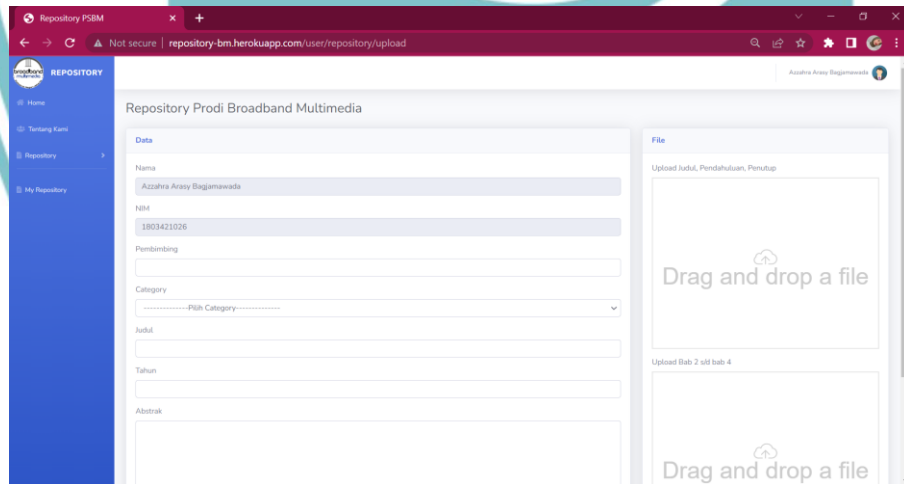 Repository PSBM
Not secure
repository-bm.herokuapp.com/user/repository/upload
broadband
multimedia
REPOSITORY
Azzahra Arasy Bagjamawada
Home
Tentang Kami
Repository
My Repository
Repository Prodi Broadband Multimedia
Data
Nama
Azzahra Arasy Bagjamawada
NIM
1803421026
Pembimbing
Category
--------------Pilih Category--------------
Judul
Tahun
Abstrak
File
Upload Judul, Pendahuluan, Penutup
Drag and drop a file
Upload Bab 2 s/d bab 4
Drag and drop a file